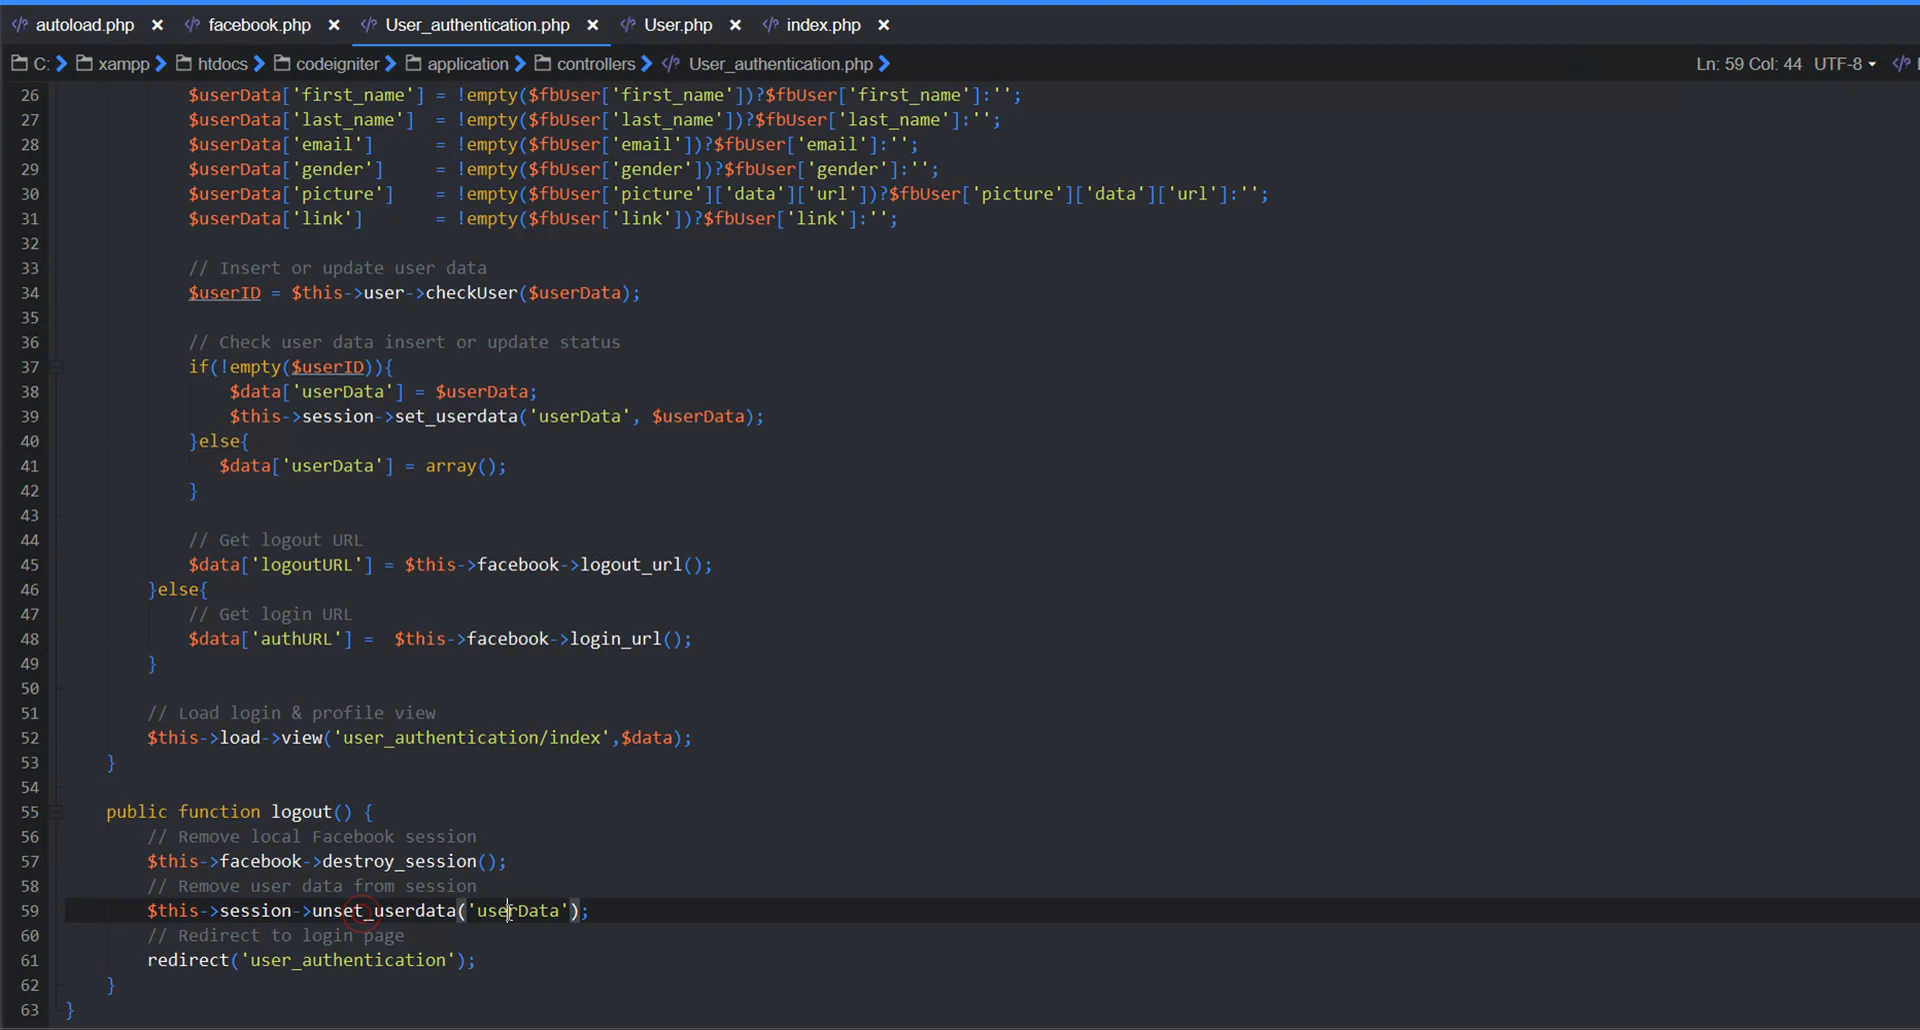 autoload.php × facebook.php × User_authentication.php × User.php × index.php ×
C: xampp htdocs codeigniter application controllers User_authentication.php Ln: 59 Col: 44 UTF-8
26 $userData['first_name'] = !empty($fbUser['first_name'])?$fbUser['first_name']:'';
27 $userData['last_name'] = !empty($fbUser['last_name'])?$fbUser['last_name']:'';
28 $userData['email'] = !empty($fbUser['email'])?$fbUser['email']:'';
29 $userData['gender'] = !empty($fbUser['gender'])?$fbUser['gender']:'';
30 $userData['picture'] = !empty($fbUser['picture']['data']['url'])?$fbUser['picture']['data']['url']:'';
31 $userData['link'] = !empty($fbUser['link'])?$fbUser['link']:'';
32
33 // Insert or update user data
34 $userID = $this->user->checkUser($userData);
35
36 // Check user data insert or update status
37 if(!empty($userID)){
38 $data['userData'] = $userData;
39 $this->session->set_userdata('userData', $userData);
40 }else{
41 $data['userData'] = array();
42 }
43
44 // Get logout URL
45 $data['logoutURL'] = $this->facebook->logout_url();
46 }else{
47 // Get login URL
48 $data['authURL'] = $this->facebook->login_url();
49 }
50
51 // Load login & profile view
52 $this->load->view('user_authentication/index',$data);
53 }
54
55 public function logout() {
56 // Remove local Facebook session
57 $this->facebook->destroy_session();
58 // Remove user data from session
59 $this->session->unset_userdata('userData');
60 // Redirect to login page
61 redirect('user_authentication');
62 }
63 }